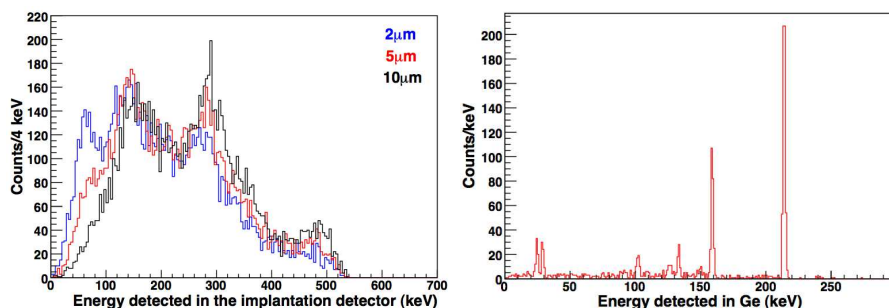 Counts/4 keV
220
200
180
160
140
120
100
80
60
40
20
0
2μm
5μm
10μm
0 100 200 300 400 500 600 700
Energy detected in the implantation detector (keV)
Counts/keV
200
180
160
140
120
100
80
60
40
20
0
0 50 100 150 200 250
Energy detected in Ge (keV)